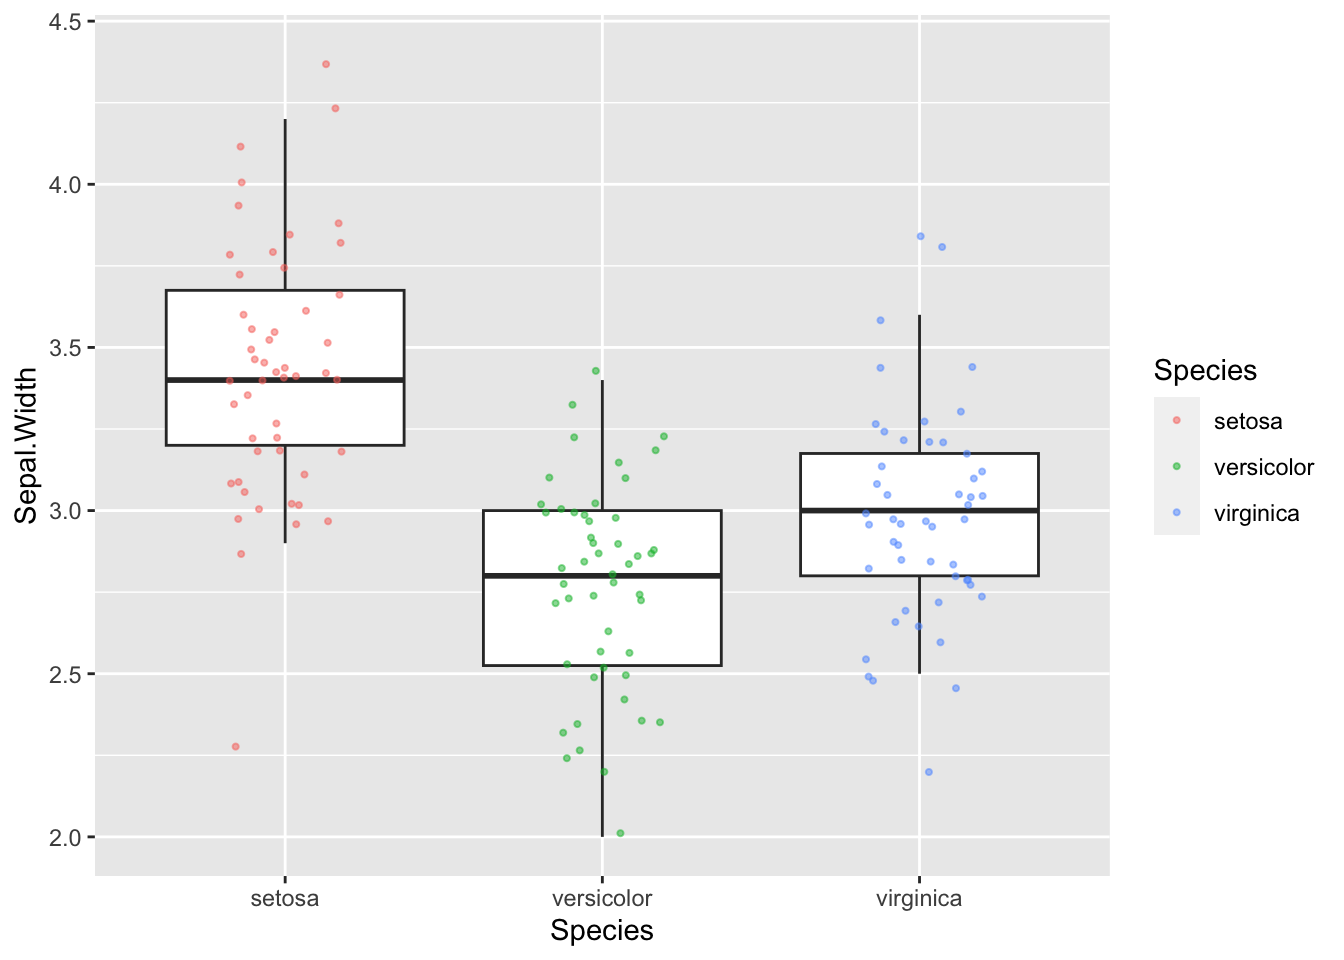 4.5
4.0
3.5
3.0
2.5
2.0
Sepal.Width
setosa versicolor virginica
Species
Species
setosa
versicolor
virginica